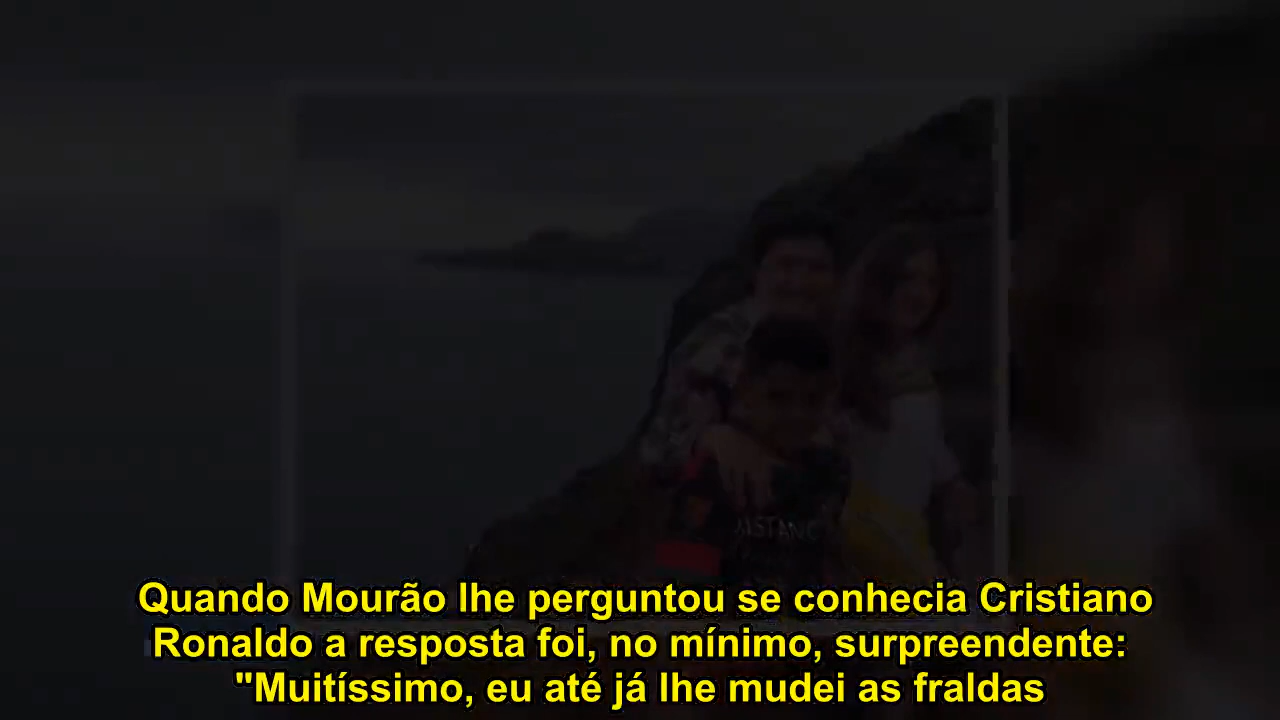 DISTANC
Quando Mourão lhe perguntou se conhecia Cristiano
Ronaldo a resposta foi, no mínimo, surpreendente:
"Muitíssimo, eu até já lhe mudei as fraldas